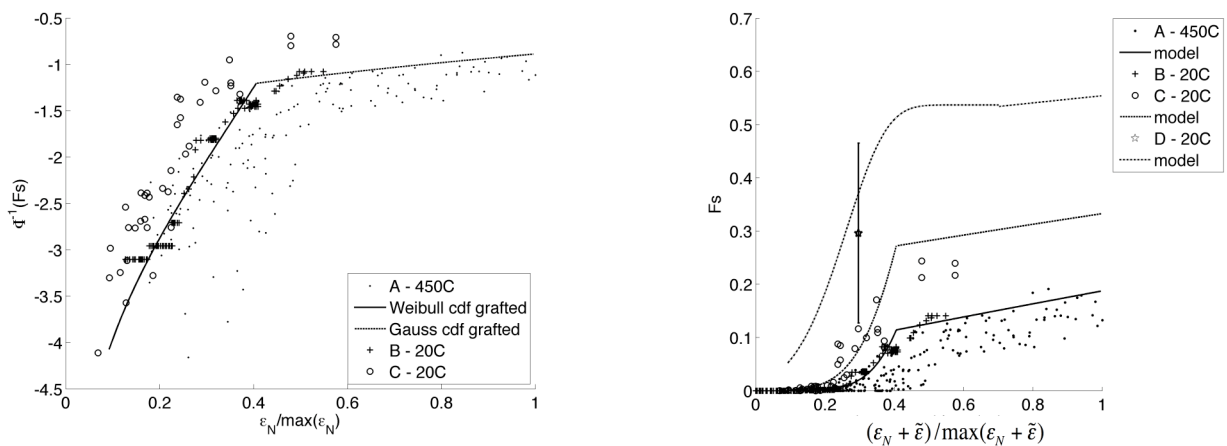 -0.5
-1
-1.5
-2
-2.5
-3
-3.5
-4
-4.5
Φ⁻¹(Fs)
A - 450C
Weibull cdf grafted
Gauss cdf grafted
B - 20C
C - 20C
0 0.2 0.4 0.6 0.8 1
ε_N/max(ε_N)
0.7
0.6
0.5
0.4
0.3
0.2
0.1
0
Fs
A - 450C
model
B - 20C
C - 20C
model
D - 20C
model
0 0.2 0.4 0.6 0.8 1
(ε_N + ε̃)/max(ε_N + ε̃)